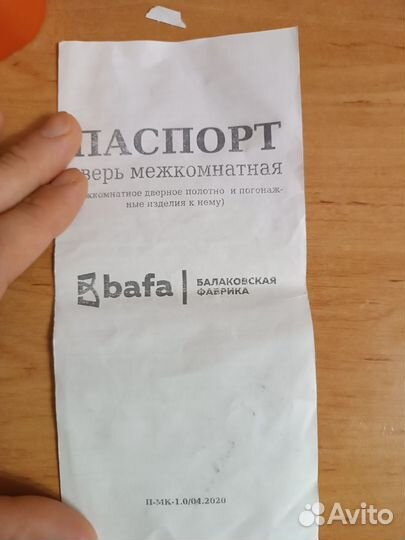 ПАСПОРТ
верь межкомнатная
жкомнатное дверное полотно и погонаж-
ные изделия к нему)
bafa | БАЛАКОВСКАЯ
ФАБРИКА
П-МК-1.0/04.2020
Avito